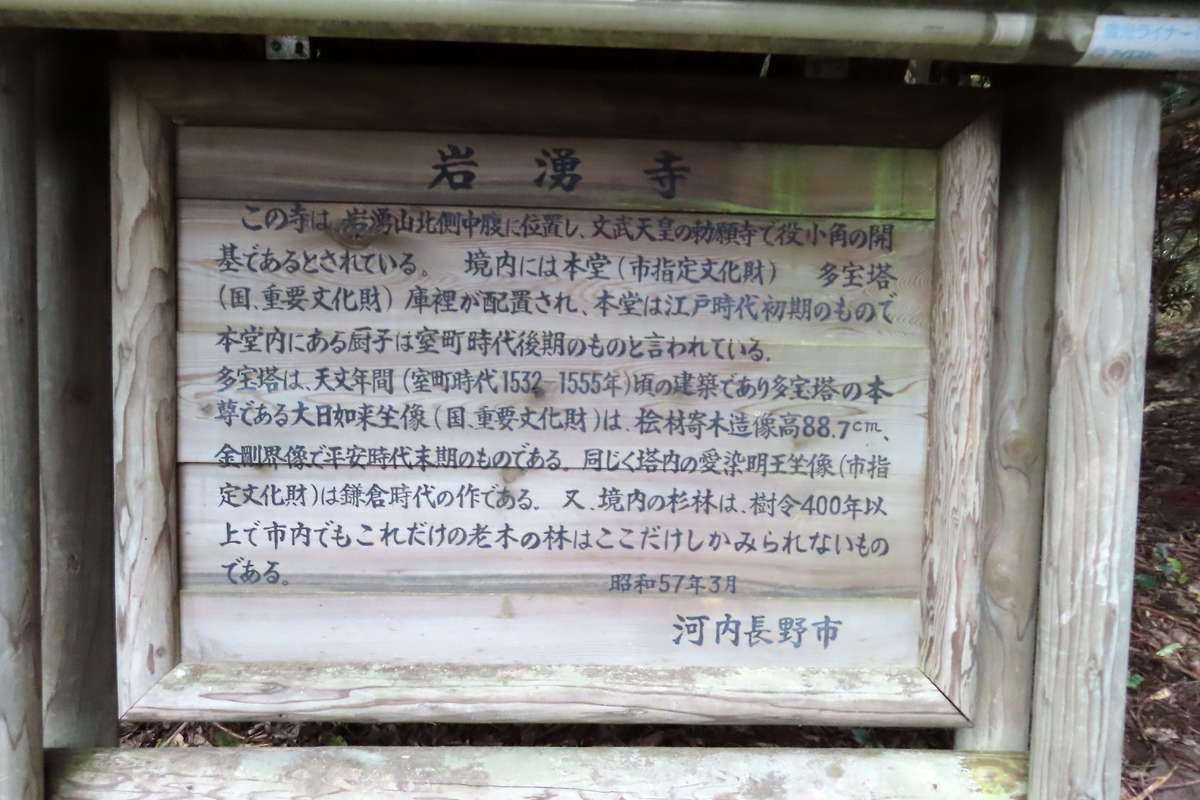 岩湧寺
この寺は、岩湧山北側中腹に位置し、文武天皇の勅願寺で役小角の開
基であるとされている。 境内には本堂(市指定文化財) 多宝塔
(国、重要文化財)庫裡が配置され、本堂は江戸時代初期のもので
本堂内にある厨子は室町時代後期のものと言われている。
多宝塔は、天文年間(室町時代1532-1555年)頃の建築であり多宝塔の本
尊である大日如来坐像(国、重要文化財)は、桧材寄木造像高88.7cm、
金剛界像で平安時代末期のものである。同じく塔内の愛染明王坐像(市指
定文化財)は鎌倉時代の作である。又、境内の杉林は、樹令400年以
上で市内でもこれだけの老木の林はここだけしかみられないもの
である。
昭和57年3月
河内長野市